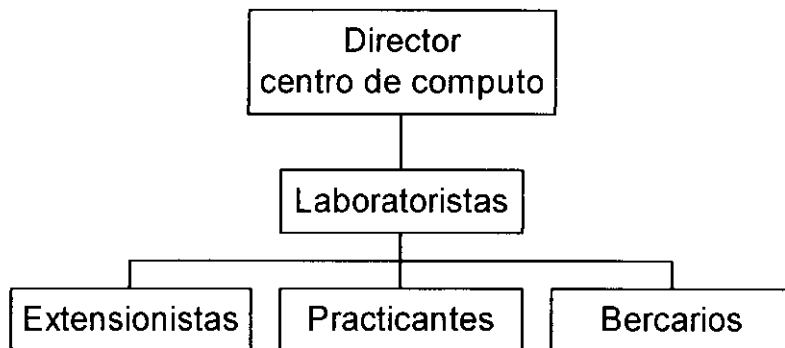 Director
centro de computo
Laboratoristas
Extensionistas
Practicantes
Bercarios